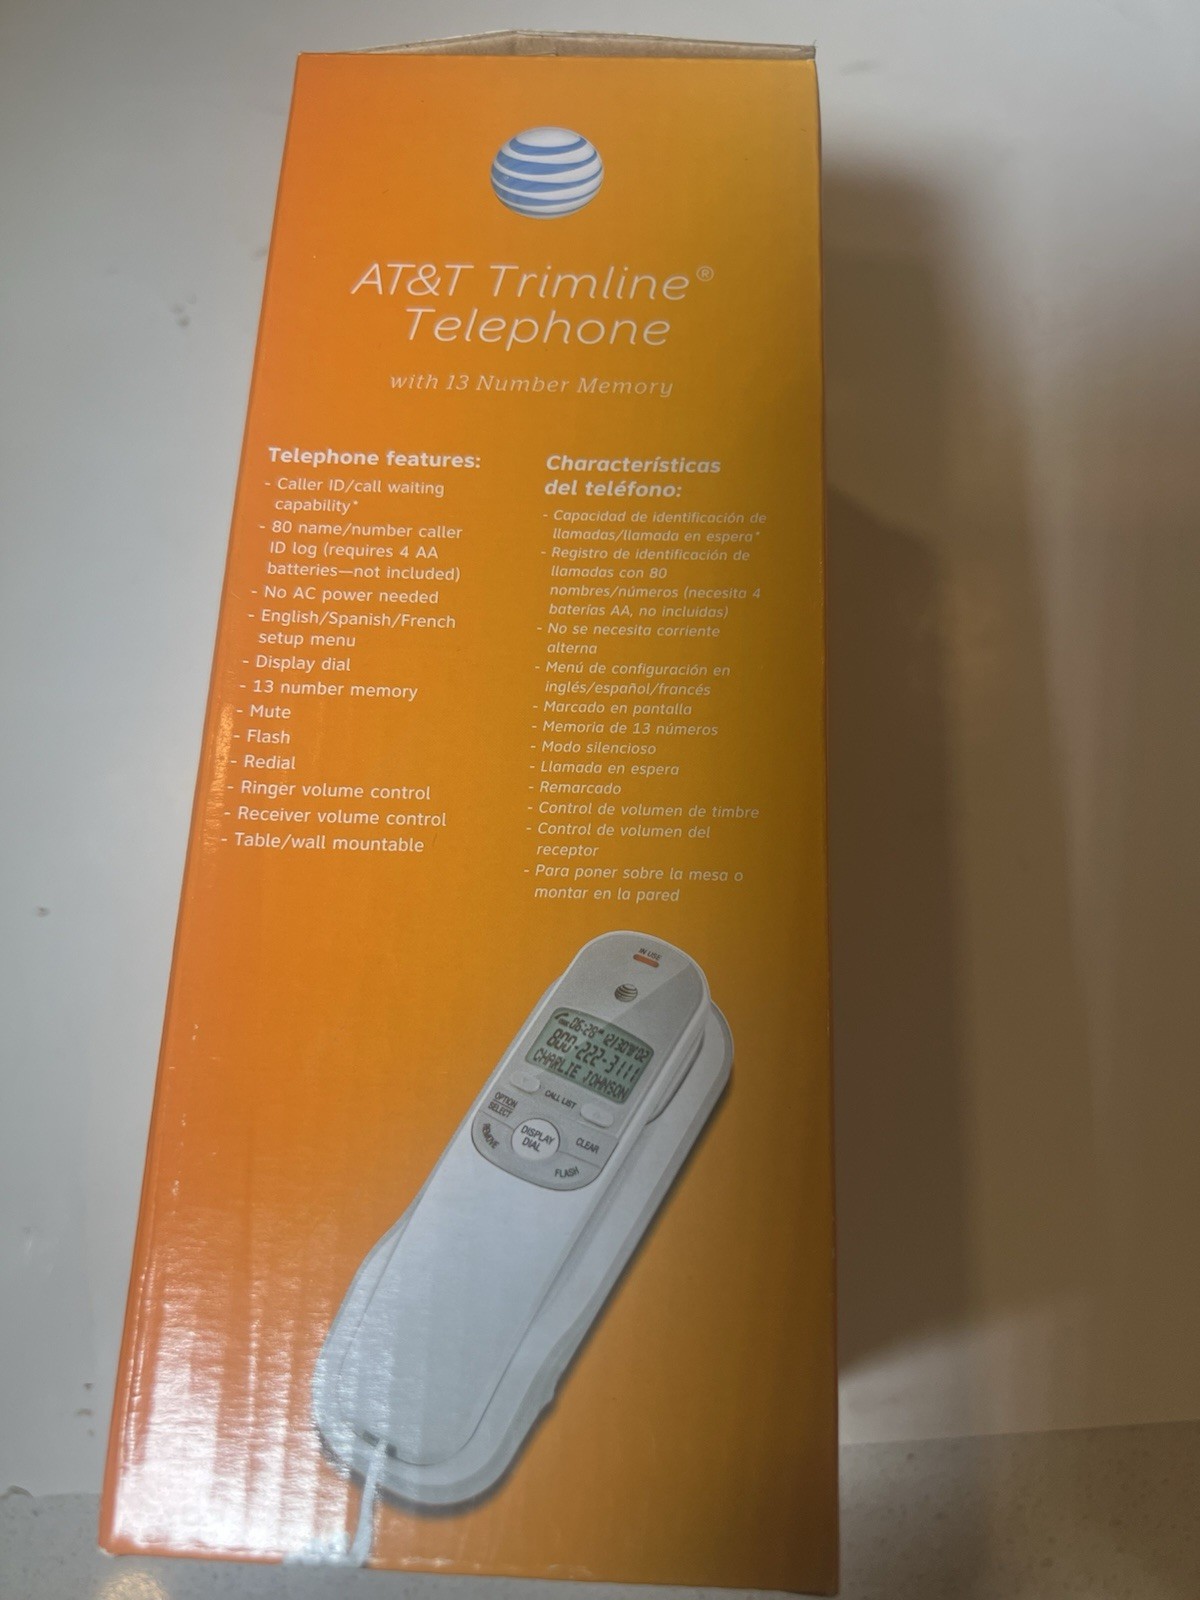 AT&T Trimline®
Telephone
with 13 Number Memory
Telephone features:
- Caller ID/call waiting
capability*
- 80 name/number caller
ID log (requires 4 AA
batteries—not included)
- No AC power needed
- English/Spanish/French
setup menu
- Display dial
- 13 number memory
- Mute
- Flash
- Redial
- Ringer volume control
- Receiver volume control
- Table/wall mountable
Characterísticas
del teléfono:
- Capacidad de identificación de
llamadas/llamada en espera*
- Registro de identificación de
llamadas con 80
nombres/números (necesita 4
baterías AA, no incluidas)
- No se necesita corriente
alterna
- Menú de configuración en
inglés/español/francés
- Marcado en pantalla
- Memoria de 13 números
- Modo silencioso
- Llamada en espera
- Remarcado
- Control de volumen de timbre
- Control de volumen del
receptor
- Para poner sobre la mesa o
montar en la pared
IN USE
800-222-3111
CHARLIE JOHNSON
CALL LIST
OPTION
SELECT
DISPLAY
DIAL
CLEAR
FLASH